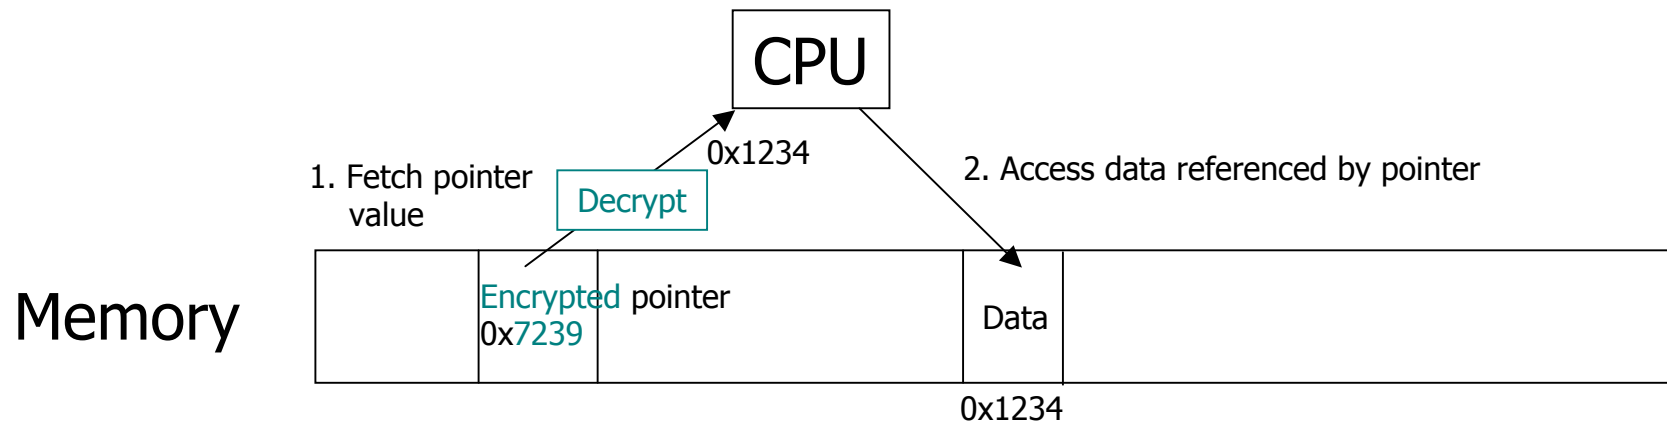 CPU
0x1234
1. Fetch pointer
value
Decrypt
2. Access data referenced by pointer
Memory
Encrypted pointer
0x7239
Data
0x1234